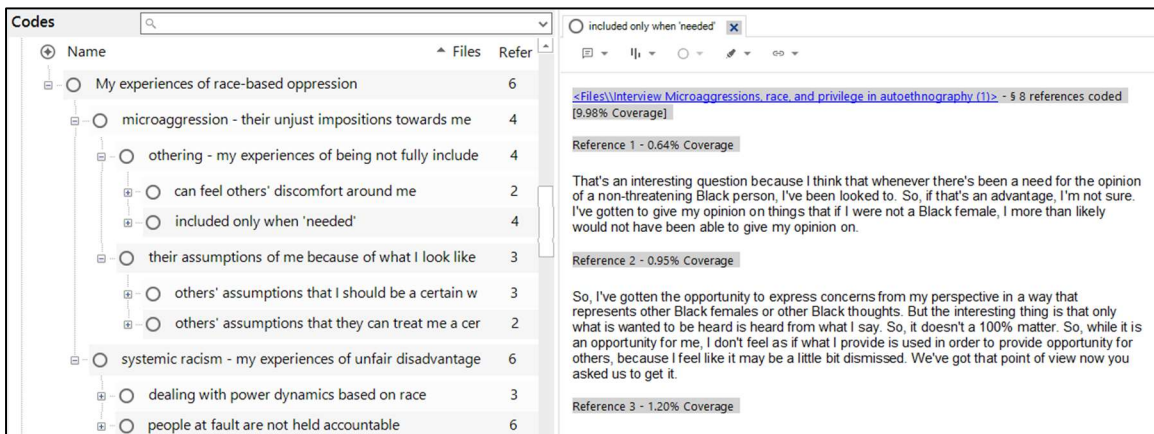 Codes
Name Files Refer
My experiences of race-based oppression 6
microaggression - their unjust impositions towards me 4
othering - my experiences of being not fully include 4
can feel others' discomfort around me 2
included only when 'needed' 4
their assumptions of me because of what I look like 3
others' assumptions that I should be a certain w 3
others' assumptions that they can treat me a cer 2
systemic racism - my experiences of unfair disadvantage 6
dealing with power dynamics based on race 3
people at fault are not held accountable 6
included only when 'needed'
<Files\\Interview Microaggressions, race, and privilege in autoethnography (1)> - § 8 references coded
[9.98% Coverage]
Reference 1 - 0.64% Coverage
That's an interesting question because I think that whenever there's been a need for the opinion
of a non-threatening Black person, I've been looked to. So, if that's an advantage, I'm not sure.
I've gotten to give my opinion on things that if I were not a Black female, I more than likely
would not have been able to give my opinion on.
Reference 2 - 0.95% Coverage
So, I've gotten the opportunity to express concerns from my perspective in a way that
represents other Black females or other Black thoughts. But the interesting thing is that only
what is wanted to be heard is heard from what I say. So, it doesn't a 100% matter. So, while it is
an opportunity for me, I don't feel as if what I provide is used in order to provide opportunity for
others, because I feel like it may be a little bit dismissed. We've got that point of view now you
asked us to get it.
Reference 3 - 1.20% Coverage